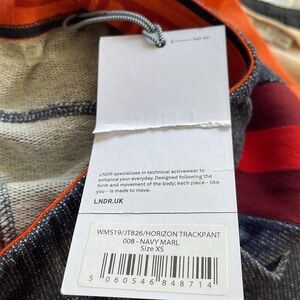 hair tie
LNDR specialises in technical activewear to
enhance your everyday. Designed following the
form and movement of the body; each piece - like
you - is made to move.
LNDR.UK
WMS19/JT826/HORIZON TRACKPANT
008 - NAVY MARL
Size XS
5 060546 848714